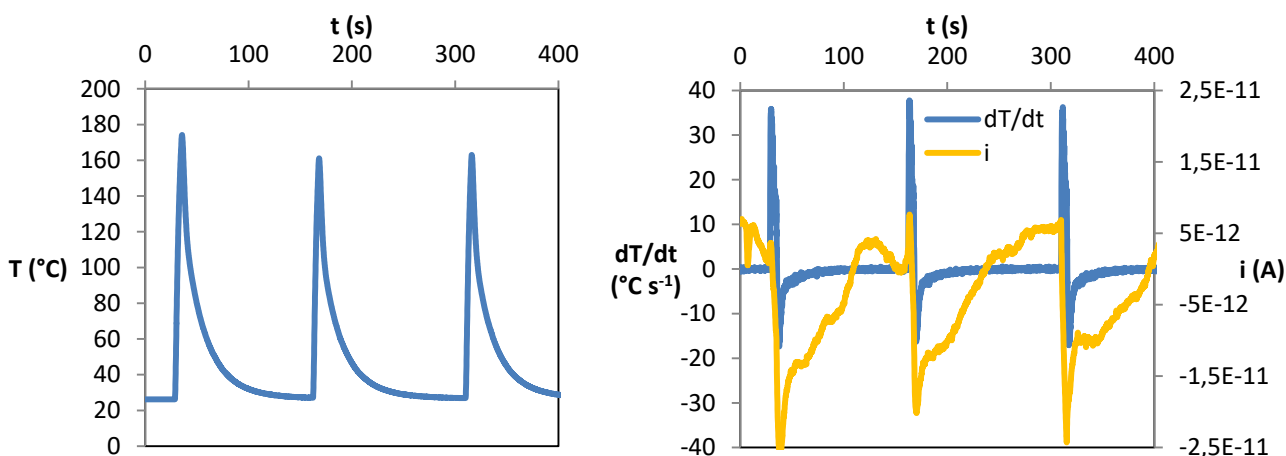 t (s)
0 100 200 300 400
200
180
160
140
120
100
80
60
40
20
0
T (°C)
t (s)
0 100 200 300 400
40
30
20
10
0
-10
-20
-30
-40
dT/dt
(°C s⁻¹)
dT/dt
i
2,5E-11
1,5E-11
5E-12
-5E-12
-1,5E-11
-2,5E-11
i (A)